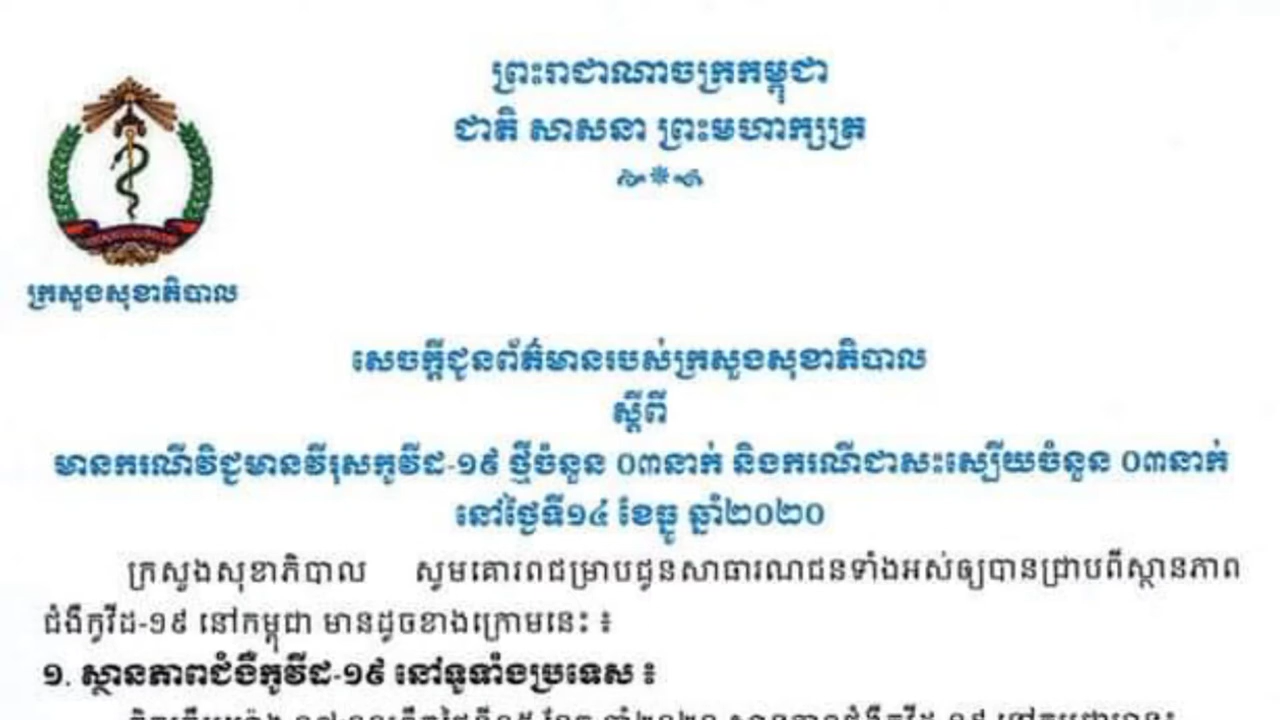 ព្រះរាជាណាចក្រកម្ពុជា
ជាតិ សាសនា ព្រះមហាក្សត្រ
ក្រសួងសុខាភិបាល
សេចក្តីជូនព័ត៌មានរបស់ក្រសួងសុខាភិបាល
ស្តីពី
មានករណីវិជ្ជមានវីរុសកូវីដ-១៩ ថ្មីចំនួន ០៣នាក់ និងករណីជាសះស្បើយចំនួន ០៣នាក់
នៅថ្ងៃទី១៤ ខែធ្នូ ឆ្នាំ២០២០
ក្រសួងសុខាភិបាល សូមគោរពជម្រាបជូនសាធារណជនទាំងអស់ឲ្យបានជ្រាបពីស្ថានភាព
ជំងឺកូវីដ-១៩ នៅកម្ពុជា មានដូចខាងក្រោមនេះ ៖
១. ស្ថានភាពជំងឺកូវីដ-១៩ នៅទូទាំងប្រទេស ៖